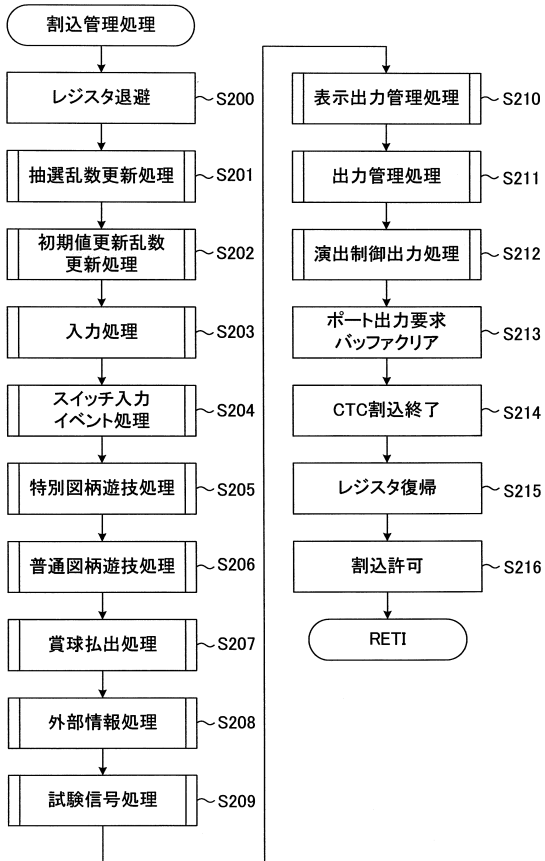 割込管理処理
レジスタ退避
S200
抽選乱数更新処理
S201
初期値更新乱数
更新処理
S202
入力処理
S203
スイッチ入力
イベント処理
S204
特別図柄遊技処理
S205
普通図柄遊技処理
S206
賞球払出処理
S207
外部情報処理
S208
試験信号処理
S209
表示出力管理処理
S210
出力管理処理
S211
演出制御出力処理
S212
ポート出力要求
バッファクリア
S213
CTC割込終了
S214
レジスタ復帰
S215
割込許可
S216
RETI